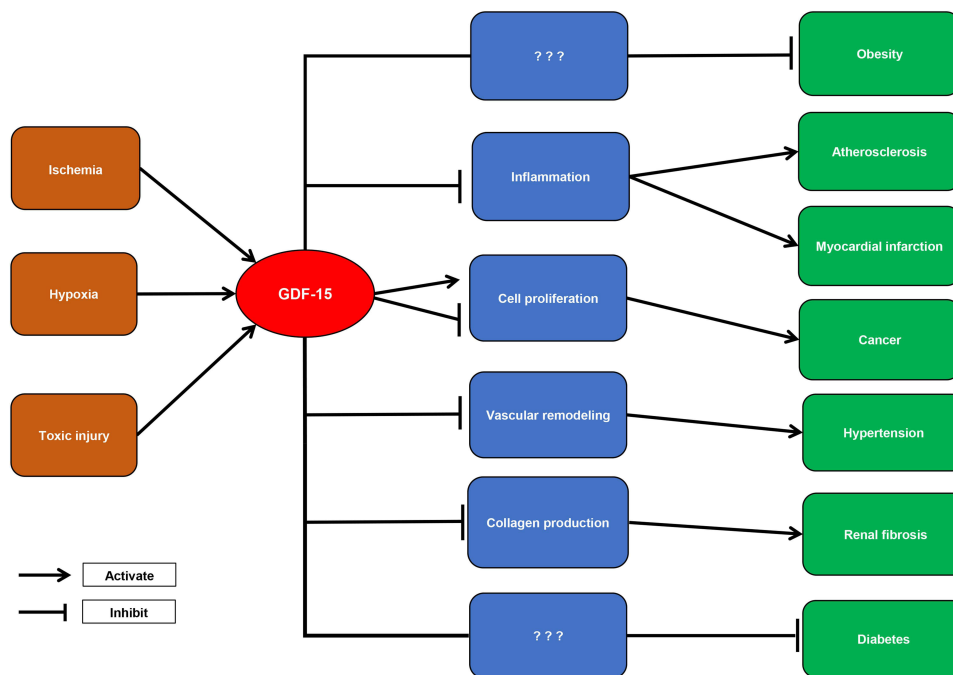 ? ? ?
Obesity
Ischemia
Inflammation
Atherosclerosis
Myocardial infarction
Hypoxia
GDF-15
Cell proliferation
Cancer
Toxic injury
Vascular remodeling
Hypertension
Collagen production
Renal fibrosis
Activate
Inhibit
? ? ?
Diabetes